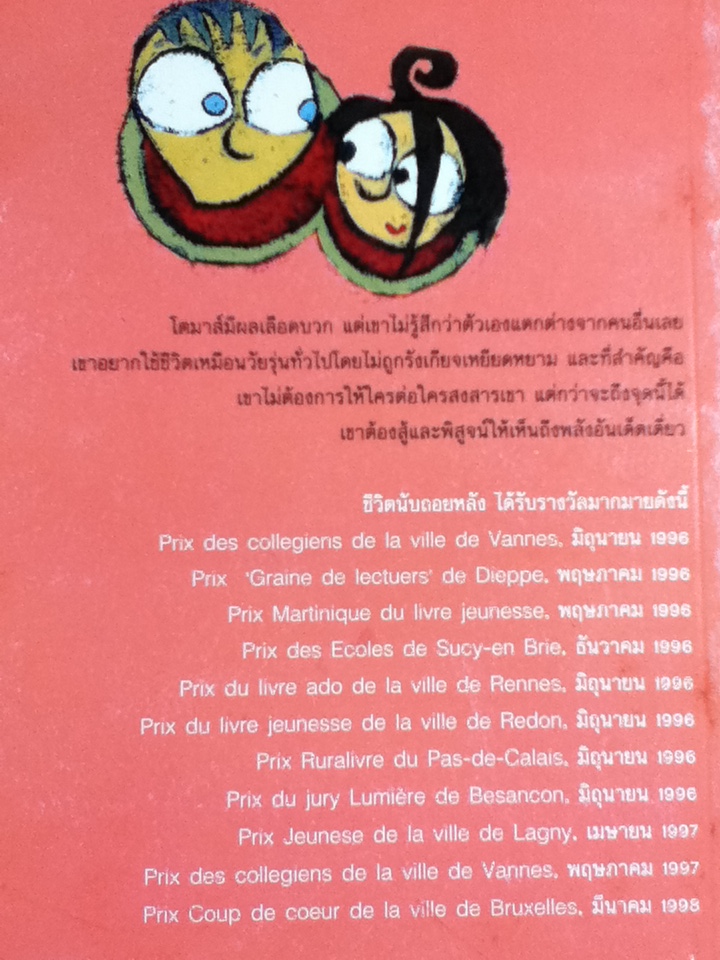 โตมาส์มีผลเลือดบวก แต่เขาไม่รู้สึกว่าตัวเองแตกต่างจากคนอื่นเลย
เขาอยากใช้ชีวิตเหมือนวัยรุ่นทั่วไปโดยไม่ถูกรังเกียจเหยียดหยาม และที่สำคัญคือ
เขาไม่ต้องการให้ใครต่อใครสงสารเขา แต่กว่าจะถึงจุดนี้ได้
เขาต้องสู้และพิสูจน์ให้เห็นถึงพลังอันเด็ดเดี่ยว
ชีวิตนับถอยหลัง ได้รับรางวัลมากมายดังนี้
Prix des collegiens de la ville de Vannes, มิถุนายน 1996
Prix 'Graine de lectuers' de Dieppe, พฤษภาคม 1996
Prix Martinique du livre jeunesse, พฤษภาคม 1996
Prix des Ecoles de Sucy-en Brie, ธันวาคม 1996
Prix du livre ado de la ville de Rennes, มิถุนายน 1996
Prix du livre jeunesse de la ville de Redon, มิถุนายน 1996
Prix Ruralivre du Pas-de-Calais, มิถุนายน 1996
Prix du jury Lumière de Besancon, มิถุนายน 1996
Prix Jeunese de la ville de Lagny, เมษายน 1997
Prix des collegiens de la ville de Vannes, พฤษภาคม 1997
Prix Coup de coeur de la ville de Bruxelles, มีนาคม 1998